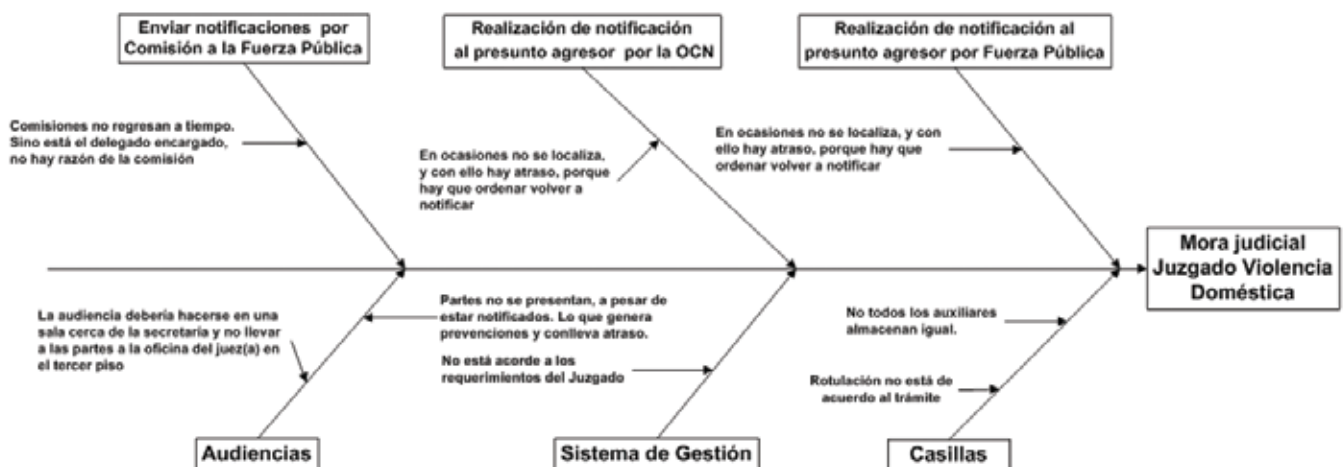 Enviar notificaciones por
Comisión a la Fuerza Pública
Realización de notificación
al presunto agresor por la OCN
Realización de notificación al
presunto agresor por Fuerza Pública
Comisiones no regresan a tiempo.
Sino está el delegado encargado,
no hay razón de la comisión
En ocasiones no se localiza,
y con ello hay atraso, porque
hay que ordenar volver a
notificar
En ocasiones no se localiza, y con
ello hay atraso, porque hay que
ordenar volver a notificar
Mora judicial
Juzgado Violencia
Doméstica
La audiencia debería hacerse en una
sala cerca de la secretaría y no llevar
a las partes a la oficina del juez(a) en
el tercer piso
Partes no se presentan, a pesar de
estar notificados. Lo que genera
prevenciones y conlleva atraso.
No está acorde a los
requerimientos del Juzgado
No todos los auxiliares
almacenan igual.
Rotulación no está de
acuerdo al trámite
Audiencias
Sistema de Gestión
Casillas